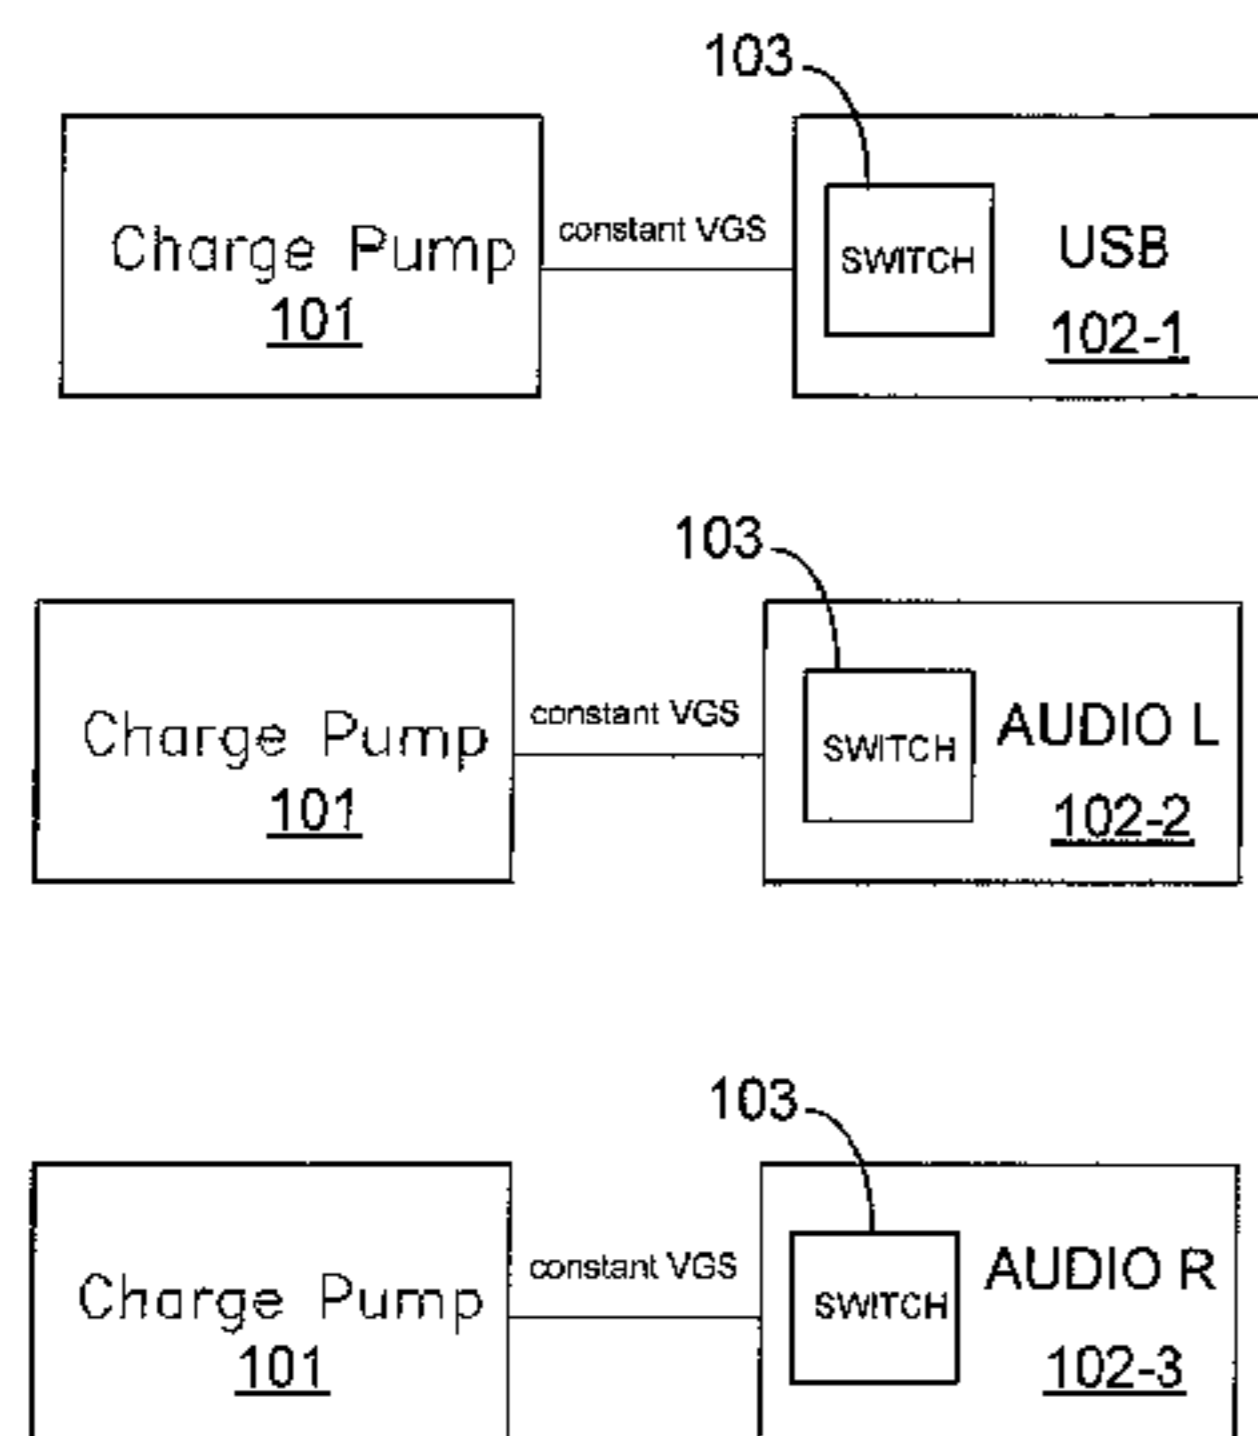 103
Charge Pump
101
constant VGS
SWITCH
USB
102-1
103
Charge Pump
101
constant VGS
SWITCH
AUDIO L
102-2
103
Charge Pump
101
constant VGS
SWITCH
AUDIO R
102-3